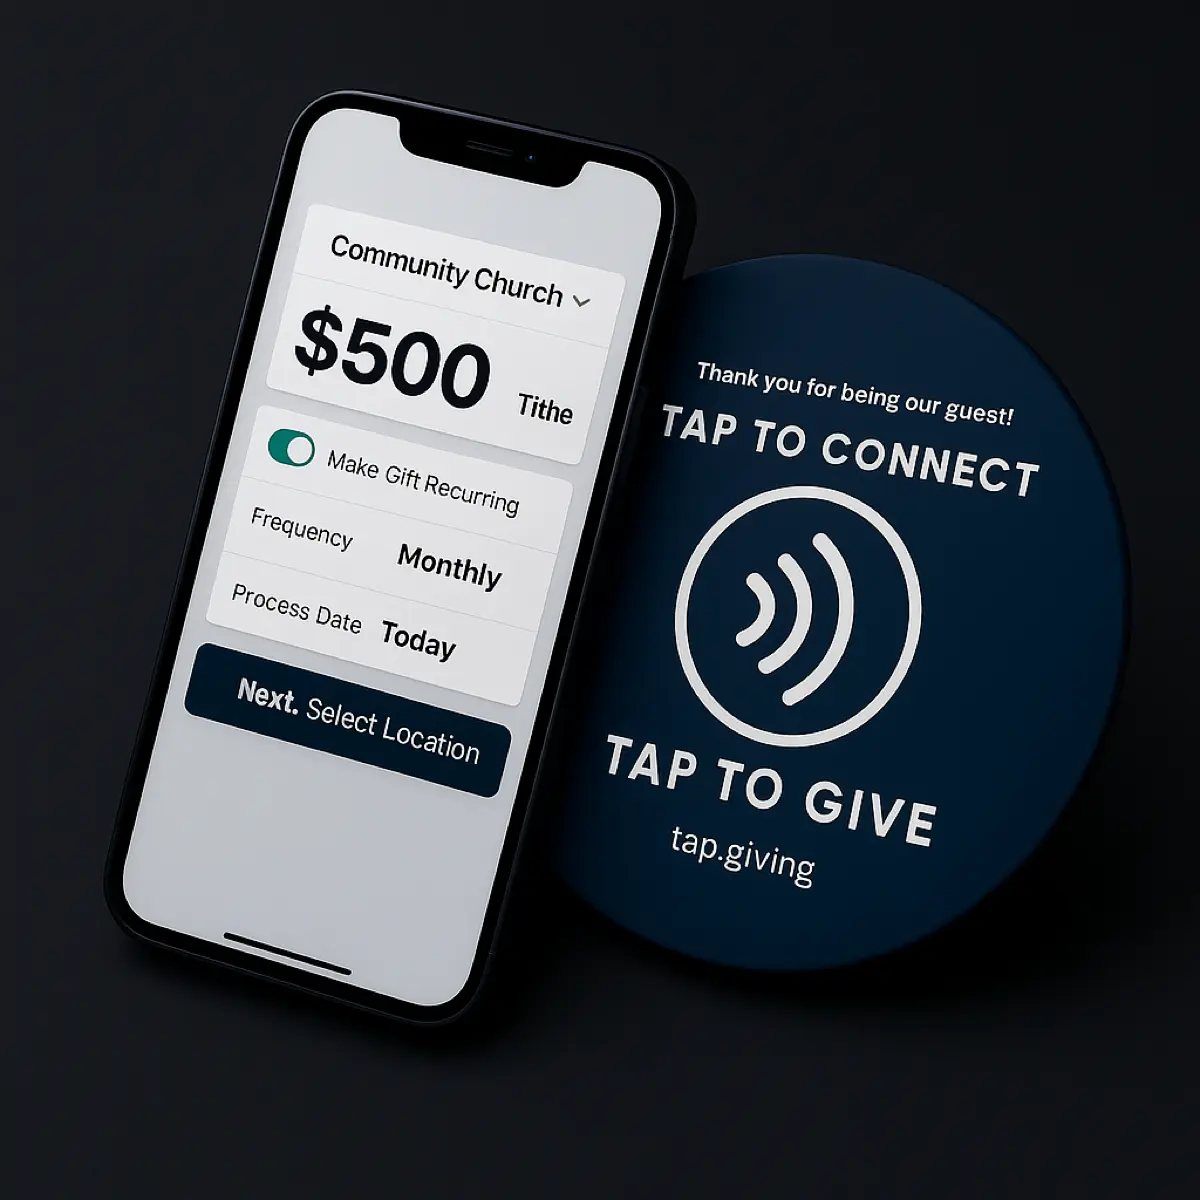 Community Church
$500 Tithe
Make Gift Recurring
Frequency Monthly
Process Date Today
Next. Select Location
Thank you for being our guest!
TAP TO CONNECT
TAP TO GIVE
tap.giving